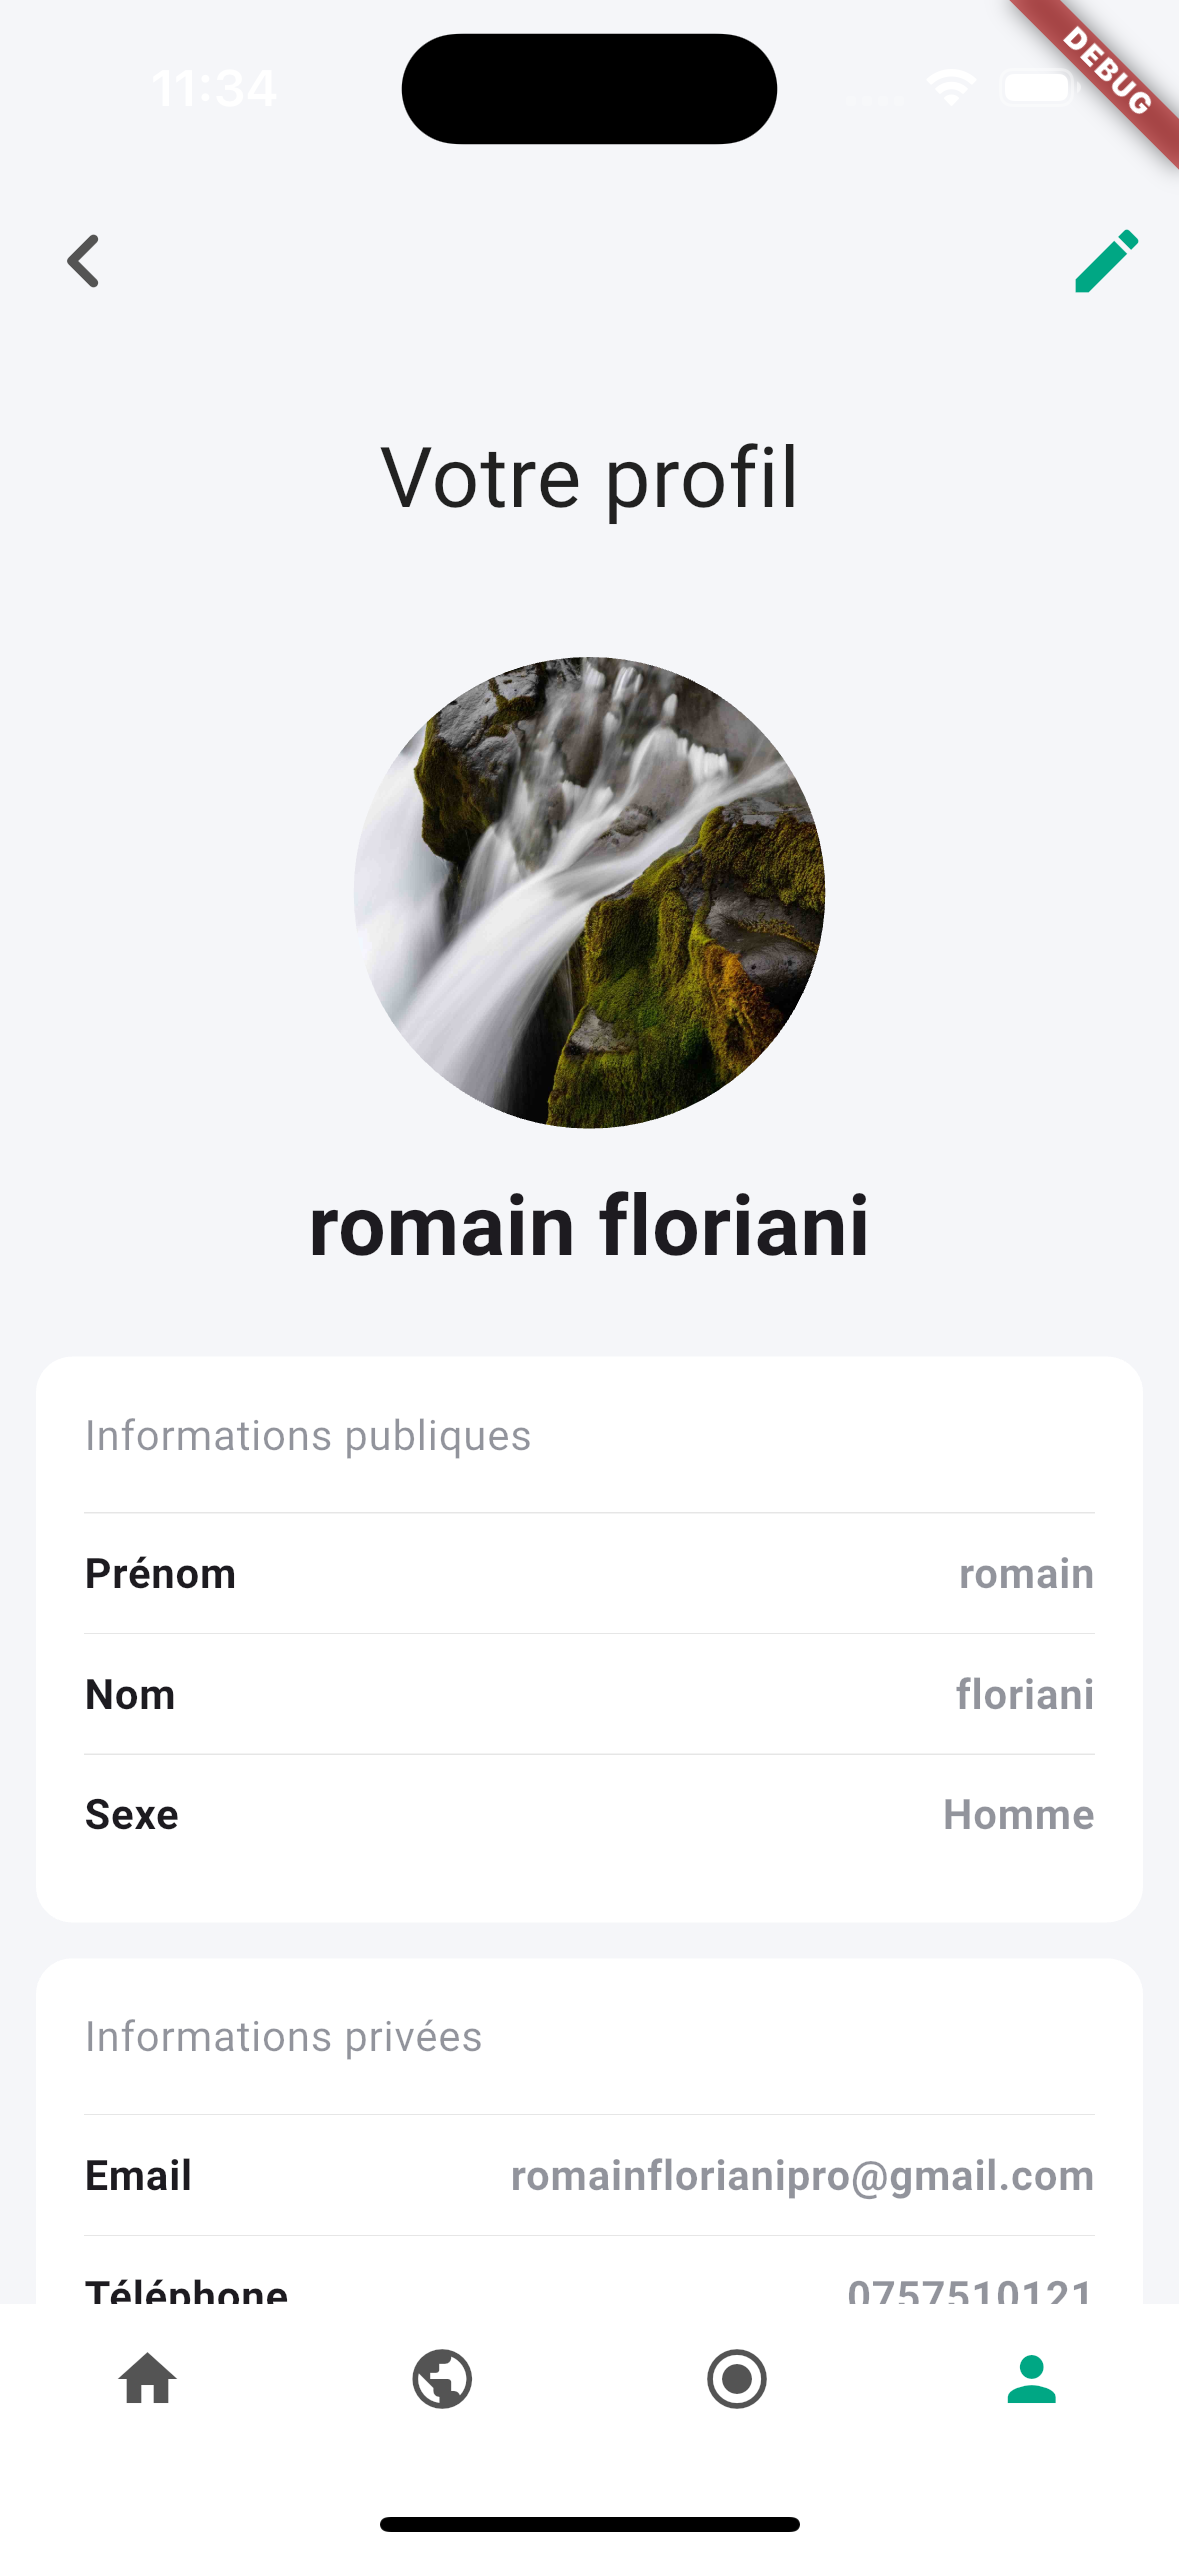 11:34
DEBUG
Votre profil
romain floriani
Informations publiques
Prénom romain
Nom floriani
Sexe Homme
Informations privées
Email romainflorianipro@gmail.com
Téléphone 0757510121